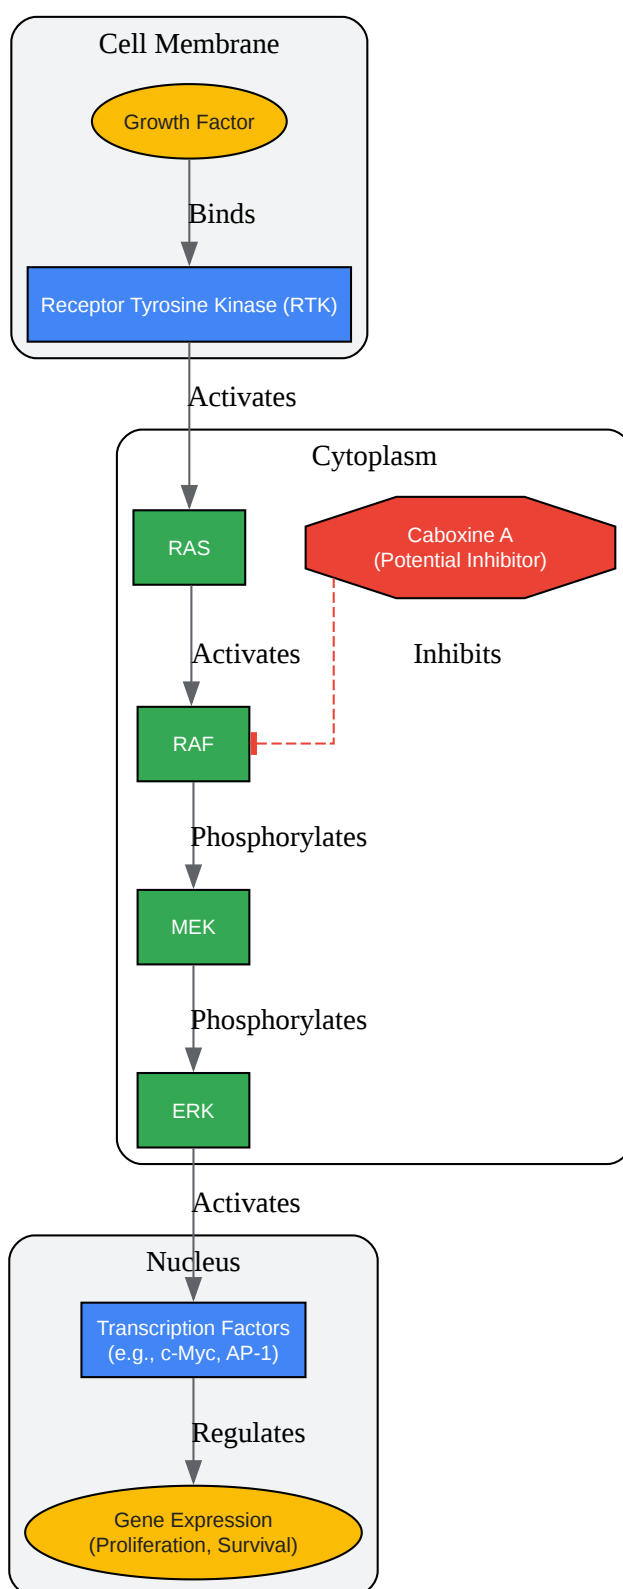 Cell Membrane
Growth Factor
Binds
Receptor Tyrosine Kinase (RTK)
Activates
Cytoplasm
RAS
Caboxine A
(Potential Inhibitor)
Activates
Inhibits
RAF
Phosphorylates
MEK
Phosphorylates
ERK
Activates
Nucleus
Transcription Factors
(e.g., c-Myc, AP-1)
Regulates
Gene Expression
(Proliferation, Survival)